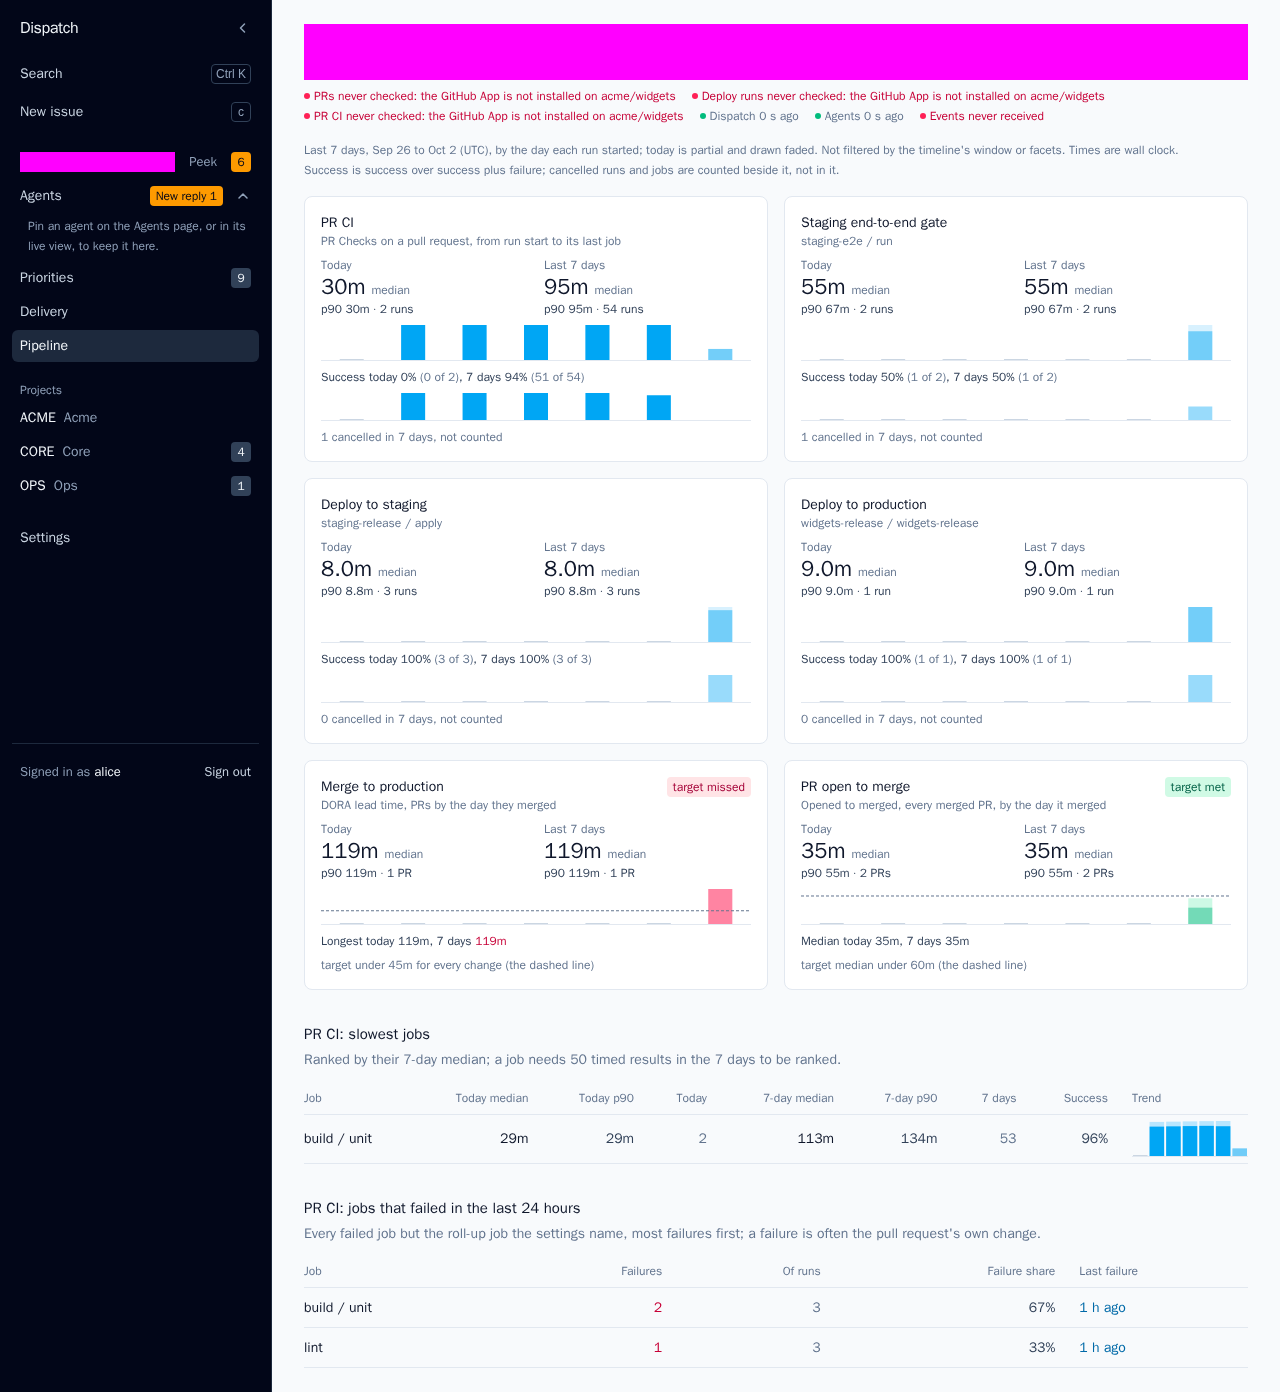 Dispatch
Search
Ctrl K
New issue
c
Peek
6
Agents
New reply 1
Pin an agent on the Agents page, or in its
live view, to keep it here.
Priorities
9
Delivery
Pipeline
Projects
ACME Acme
CORE Core
4
OPS Ops
1
Settings
Signed in as alice
Sign out
PRs never checked: the GitHub App is not installed on acme/widgets
Deploy runs never checked: the GitHub App is not installed on acme/widgets
PR CI never checked: the GitHub App is not installed on acme/widgets
Dispatch 0 s ago
Agents 0 s ago
Events never received
Last 7 days, Sep 26 to Oct 2 (UTC), by the day each run started; today is partial and drawn faded. Not filtered by the timeline's window or facets. Times are wall clock.
Success is success over success plus failure; cancelled runs and jobs are counted beside it, not in it.
PR CI
PR Checks on a pull request, from run start to its last job
Today
Last 7 days
30m median
95m median
p90 30m · 2 runs
p90 95m · 54 runs
Success today 0% (0 of 2), 7 days 94% (51 of 54)
1 cancelled in 7 days, not counted
Staging end-to-end gate
staging-e2e / run
Today
Last 7 days
55m median
55m median
p90 67m · 2 runs
p90 67m · 2 runs
Success today 50% (1 of 2), 7 days 50% (1 of 2)
1 cancelled in 7 days, not counted
Deploy to staging
staging-release / apply
Today
Last 7 days
8.0m median
8.0m median
p90 8.8m · 3 runs
p90 8.8m · 3 runs
Success today 100% (3 of 3), 7 days 100% (3 of 3)
0 cancelled in 7 days, not counted
Deploy to production
widgets-release / widgets-release
Today
Last 7 days
9.0m median
9.0m median
p90 9.0m · 1 run
p90 9.0m · 1 run
Success today 100% (1 of 1), 7 days 100% (1 of 1)
0 cancelled in 7 days, not counted
Merge to production
target missed
DORA lead time, PRs by the day they merged
Today
Last 7 days
119m median
119m median
p90 119m · 1 PR
p90 119m · 1 PR
Longest today 119m, 7 days 119m
target under 45m for every change (the dashed line)
PR open to merge
target met
Opened to merged, every merged PR, by the day it merged
Today
Last 7 days
35m median
35m median
p90 55m · 2 PRs
p90 55m · 2 PRs
Median today 35m, 7 days 35m
target median under 60m (the dashed line)
PR CI: slowest jobs
Ranked by their 7-day median; a job needs 50 timed results in the 7 days to be ranked.
Job Today median Today p90 Today 7-day median 7-day p90 7 days Success Trend
build / unit 29m 29m 2 113m 134m 53 96%
PR CI: jobs that failed in the last 24 hours
Every failed job but the roll-up job the settings name, most failures first; a failure is often the pull request's own change.
Job Failures Of runs Failure share Last failure
build / unit 2 3 67% 1 h ago
lint 1 3 33% 1 h ago